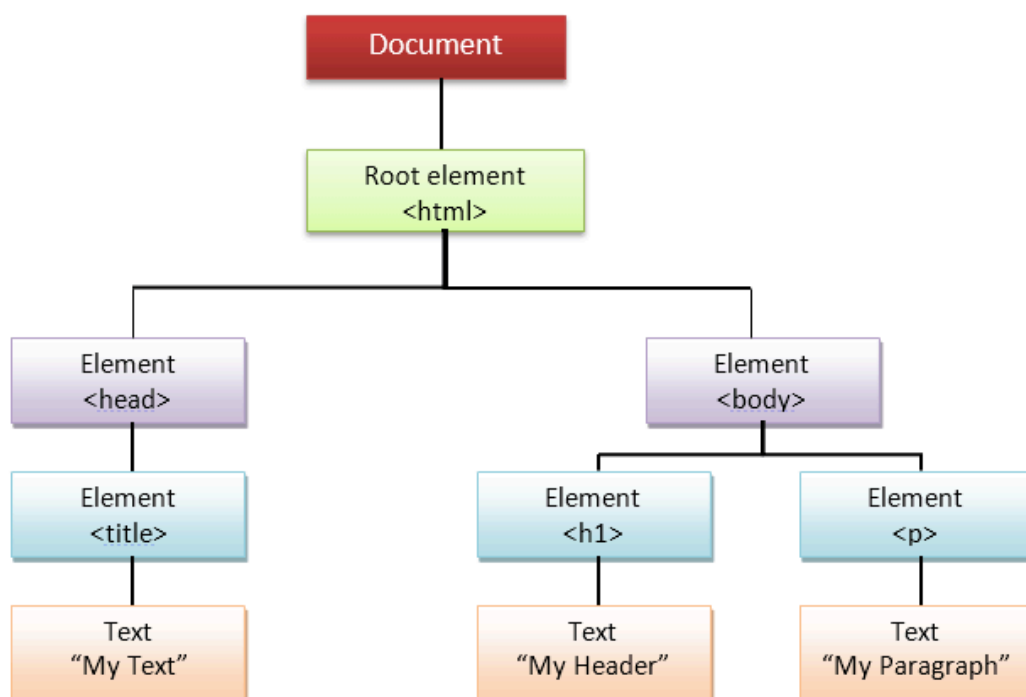 Document
Root element
<html>
Element
<head>
Element
<body>
Element
<title>
Element
<h1>
Element
<p>
Text
“My Text”
Text
“My Header”
Text
“My Paragraph”